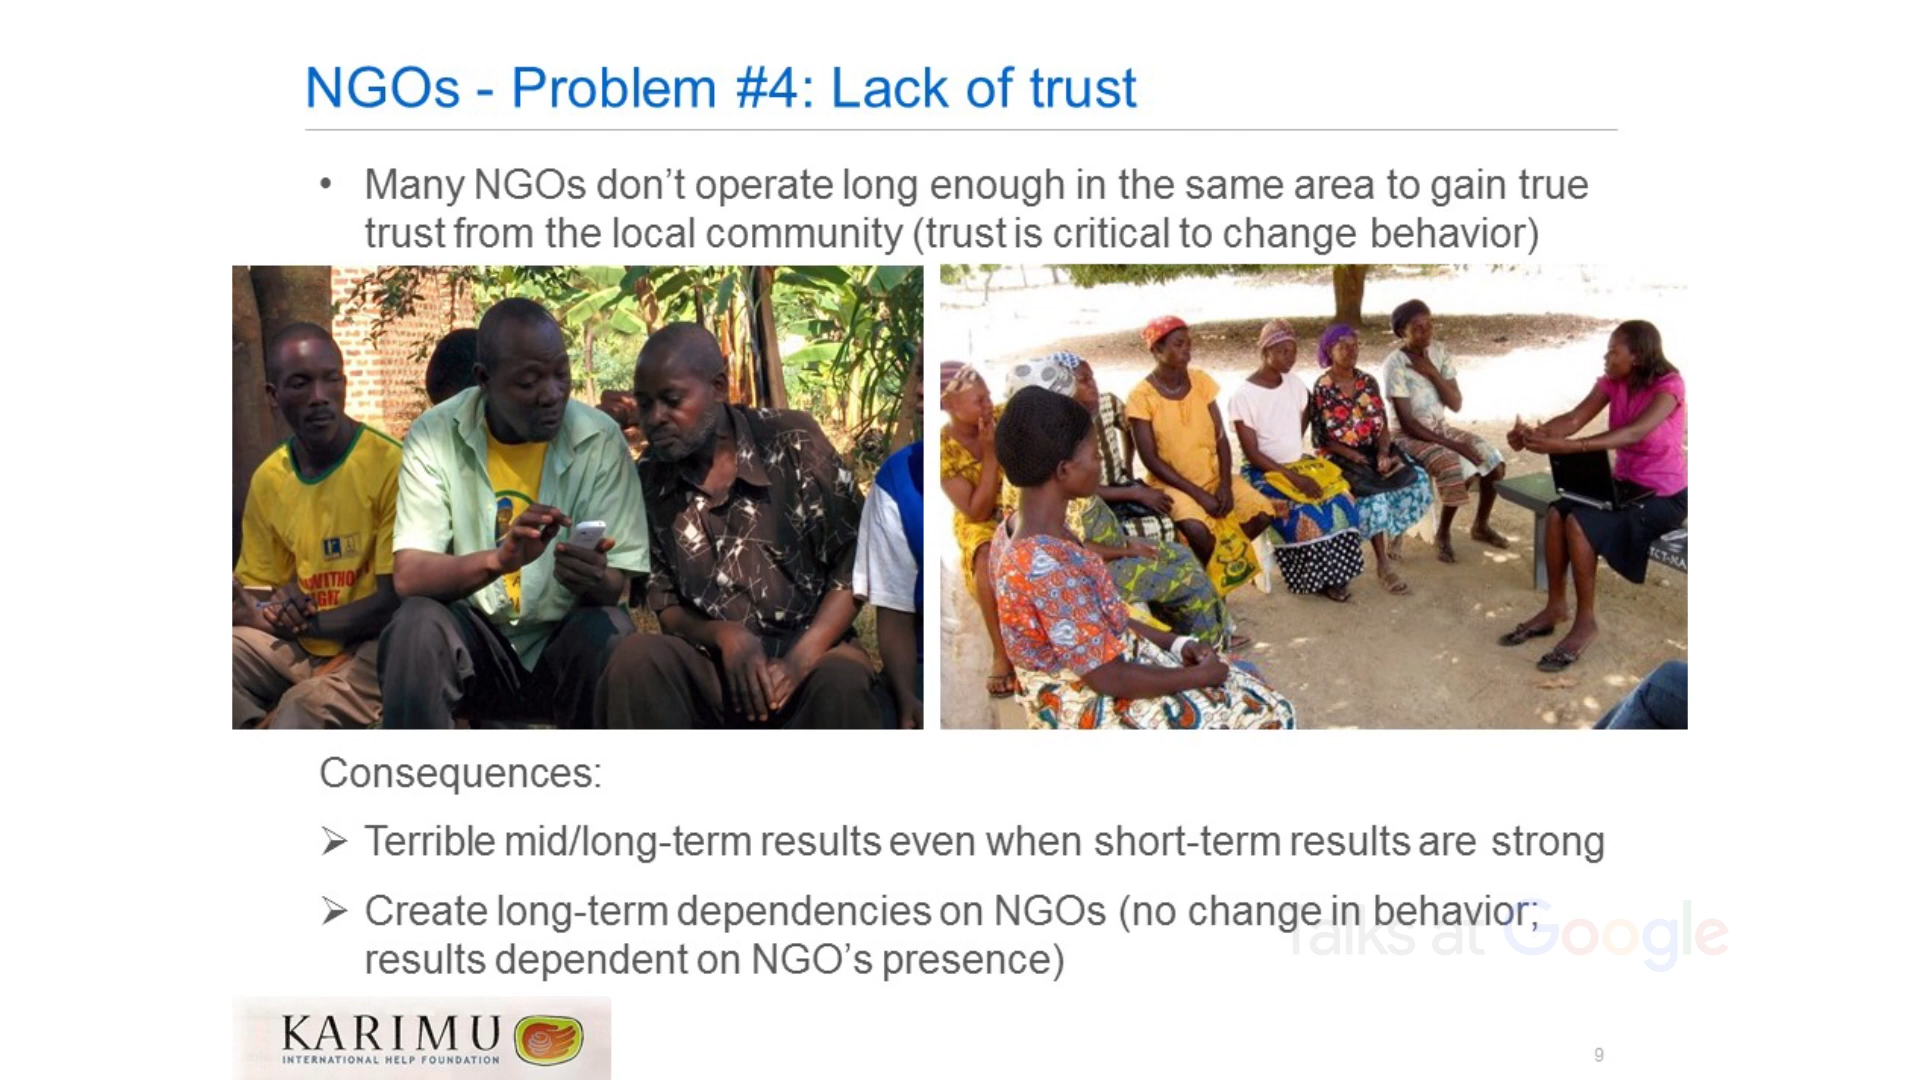 NGOs - Problem #4: Lack of trust
• Many NGOs don't operate long enough in the same area to gain true
trust from the local community (trust is critical to change behavior)
Consequences:
➢ Terrible mid/long-term results even when short-term results are strong
➢ Create long-term dependencies on NGOs (no change in behavior;
results dependent on NGO's presence)
Talks at Google
KARIMU
INTERNATIONAL HELP FOUNDATION
9